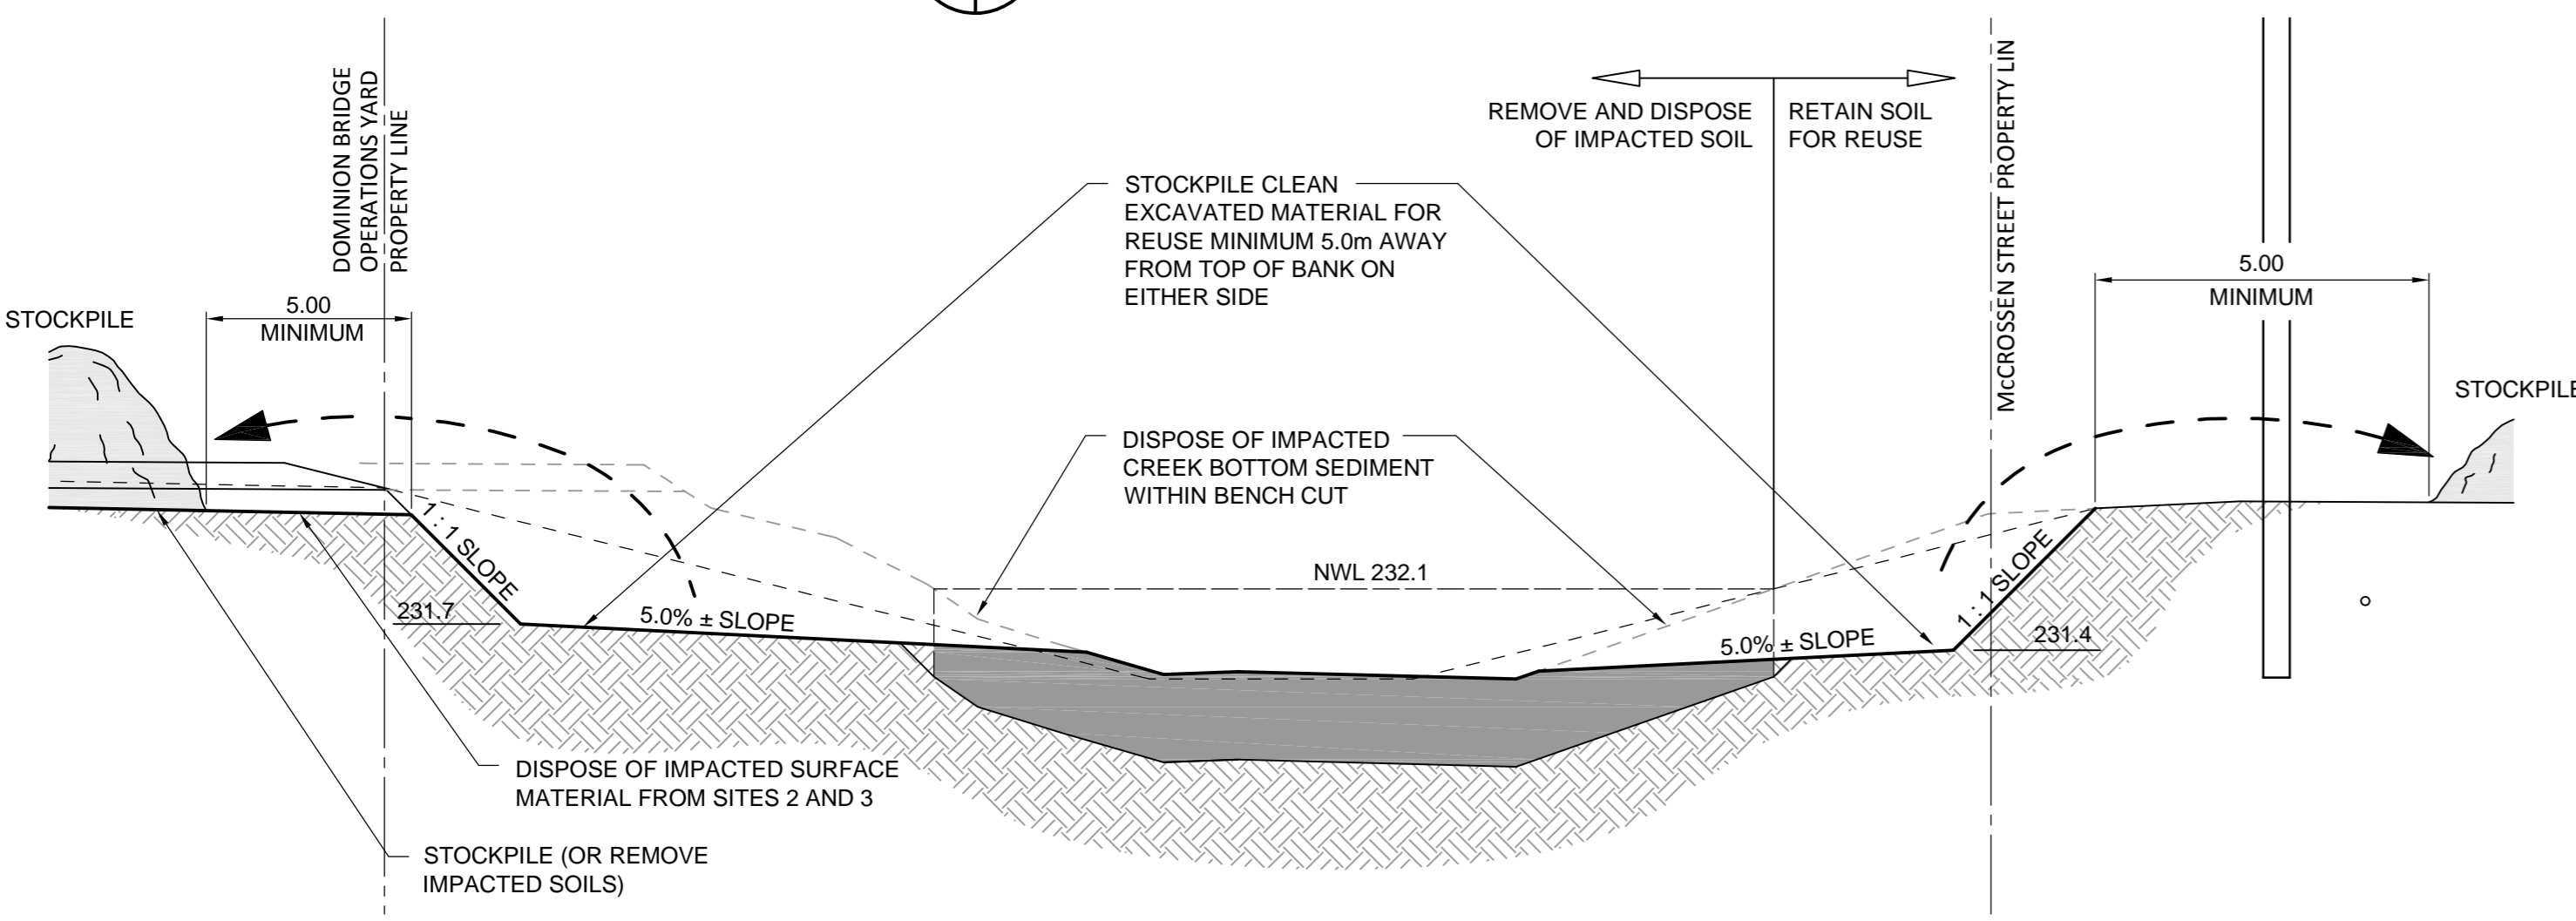 DOMINION BRIDGE
OPERATIONS YARD
PROPERTY LINE
REMOVE AND DISPOSE
OF IMPACTED SOIL
RETAIN SOIL
FOR REUSE
McCROSSEN STREET PROPERTY LIN
STOCKPILE CLEAN
EXCAVATED MATERIAL FOR
REUSE MINIMUM 5.0m AWAY
FROM TOP OF BANK ON
EITHER SIDE
5.00
MINIMUM
5.00
MINIMUM
STOCKPILE
STOCKPILE
DISPOSE OF IMPACTED
CREEK BOTTOM SEDIMENT
WITHIN BENCH CUT
NWL 232.1
1 : 1 SLOPE
231.7
5.0% ± SLOPE
5.0% ± SLOPE
1 : 1 SLOPE
231.4
DISPOSE OF IMPACTED SURFACE
MATERIAL FROM SITES 2 AND 3
STOCKPILE (OR REMOVE
IMPACTED SOILS)